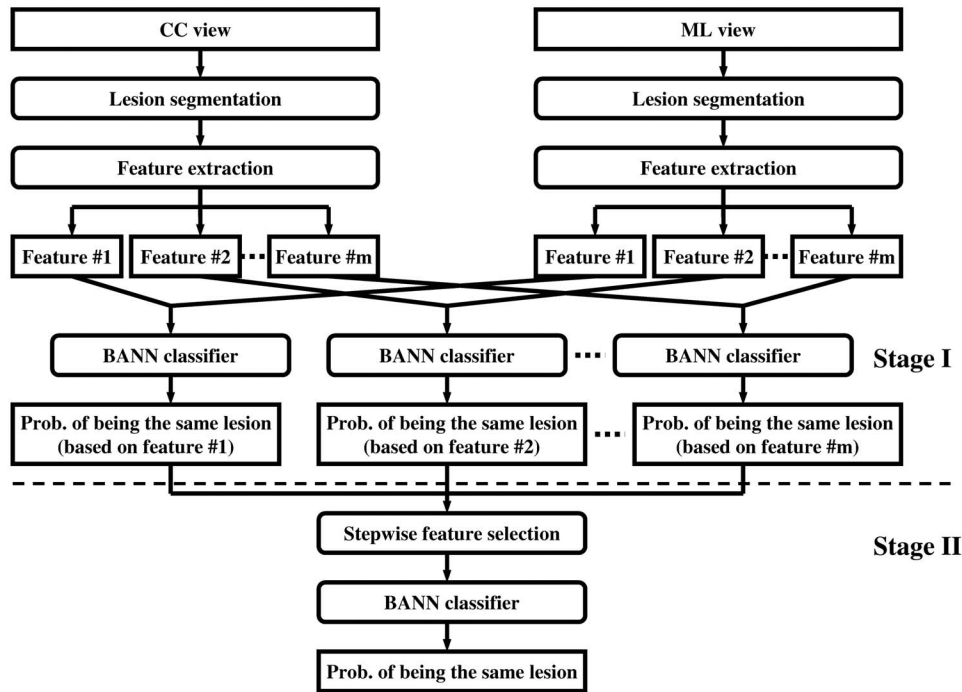 CC view
ML view
Lesion segmentation
Lesion segmentation
Feature extraction
Feature extraction
Feature #1
Feature #2
Feature #m
Feature #1
Feature #2
Feature #m
BANN classifier
BANN classifier
BANN classifier
Stage I
Prob. of being the same lesion
(based on feature #1)
Prob. of being the same lesion
(based on feature #2)
Prob. of being the same lesion
(based on feature #m)
Stepwise feature selection
Stage II
BANN classifier
Prob. of being the same lesion